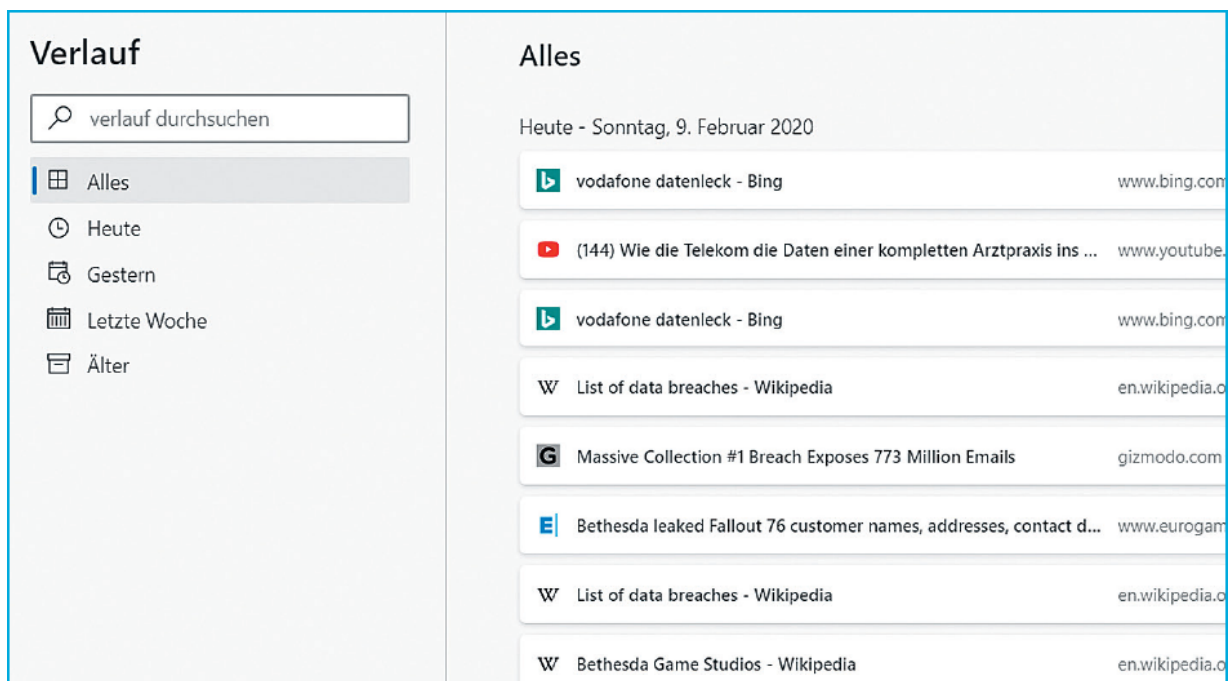 Verlauf
verlauf durchsuchen
Alles
Heute
Gestern
Letzte Woche
Älter
Alles
Heute - Sonntag, 9. Februar 2020
vodafone datenleck - Bing www.bing.com
(144) Wie die Telekom die Daten einer kompletten Arztpraxis ins ... www.youtube.
vodafone datenleck - Bing www.bing.com
W List of data breaches - Wikipedia en.wikipedia.o
G Massive Collection #1 Breach Exposes 773 Million Emails gizmodo.com
E Bethesda leaked Fallout 76 customer names, addresses, contact d... www.eurogam
W List of data breaches - Wikipedia en.wikipedia.o
W Bethesda Game Studios - Wikipedia en.wikipedia.o